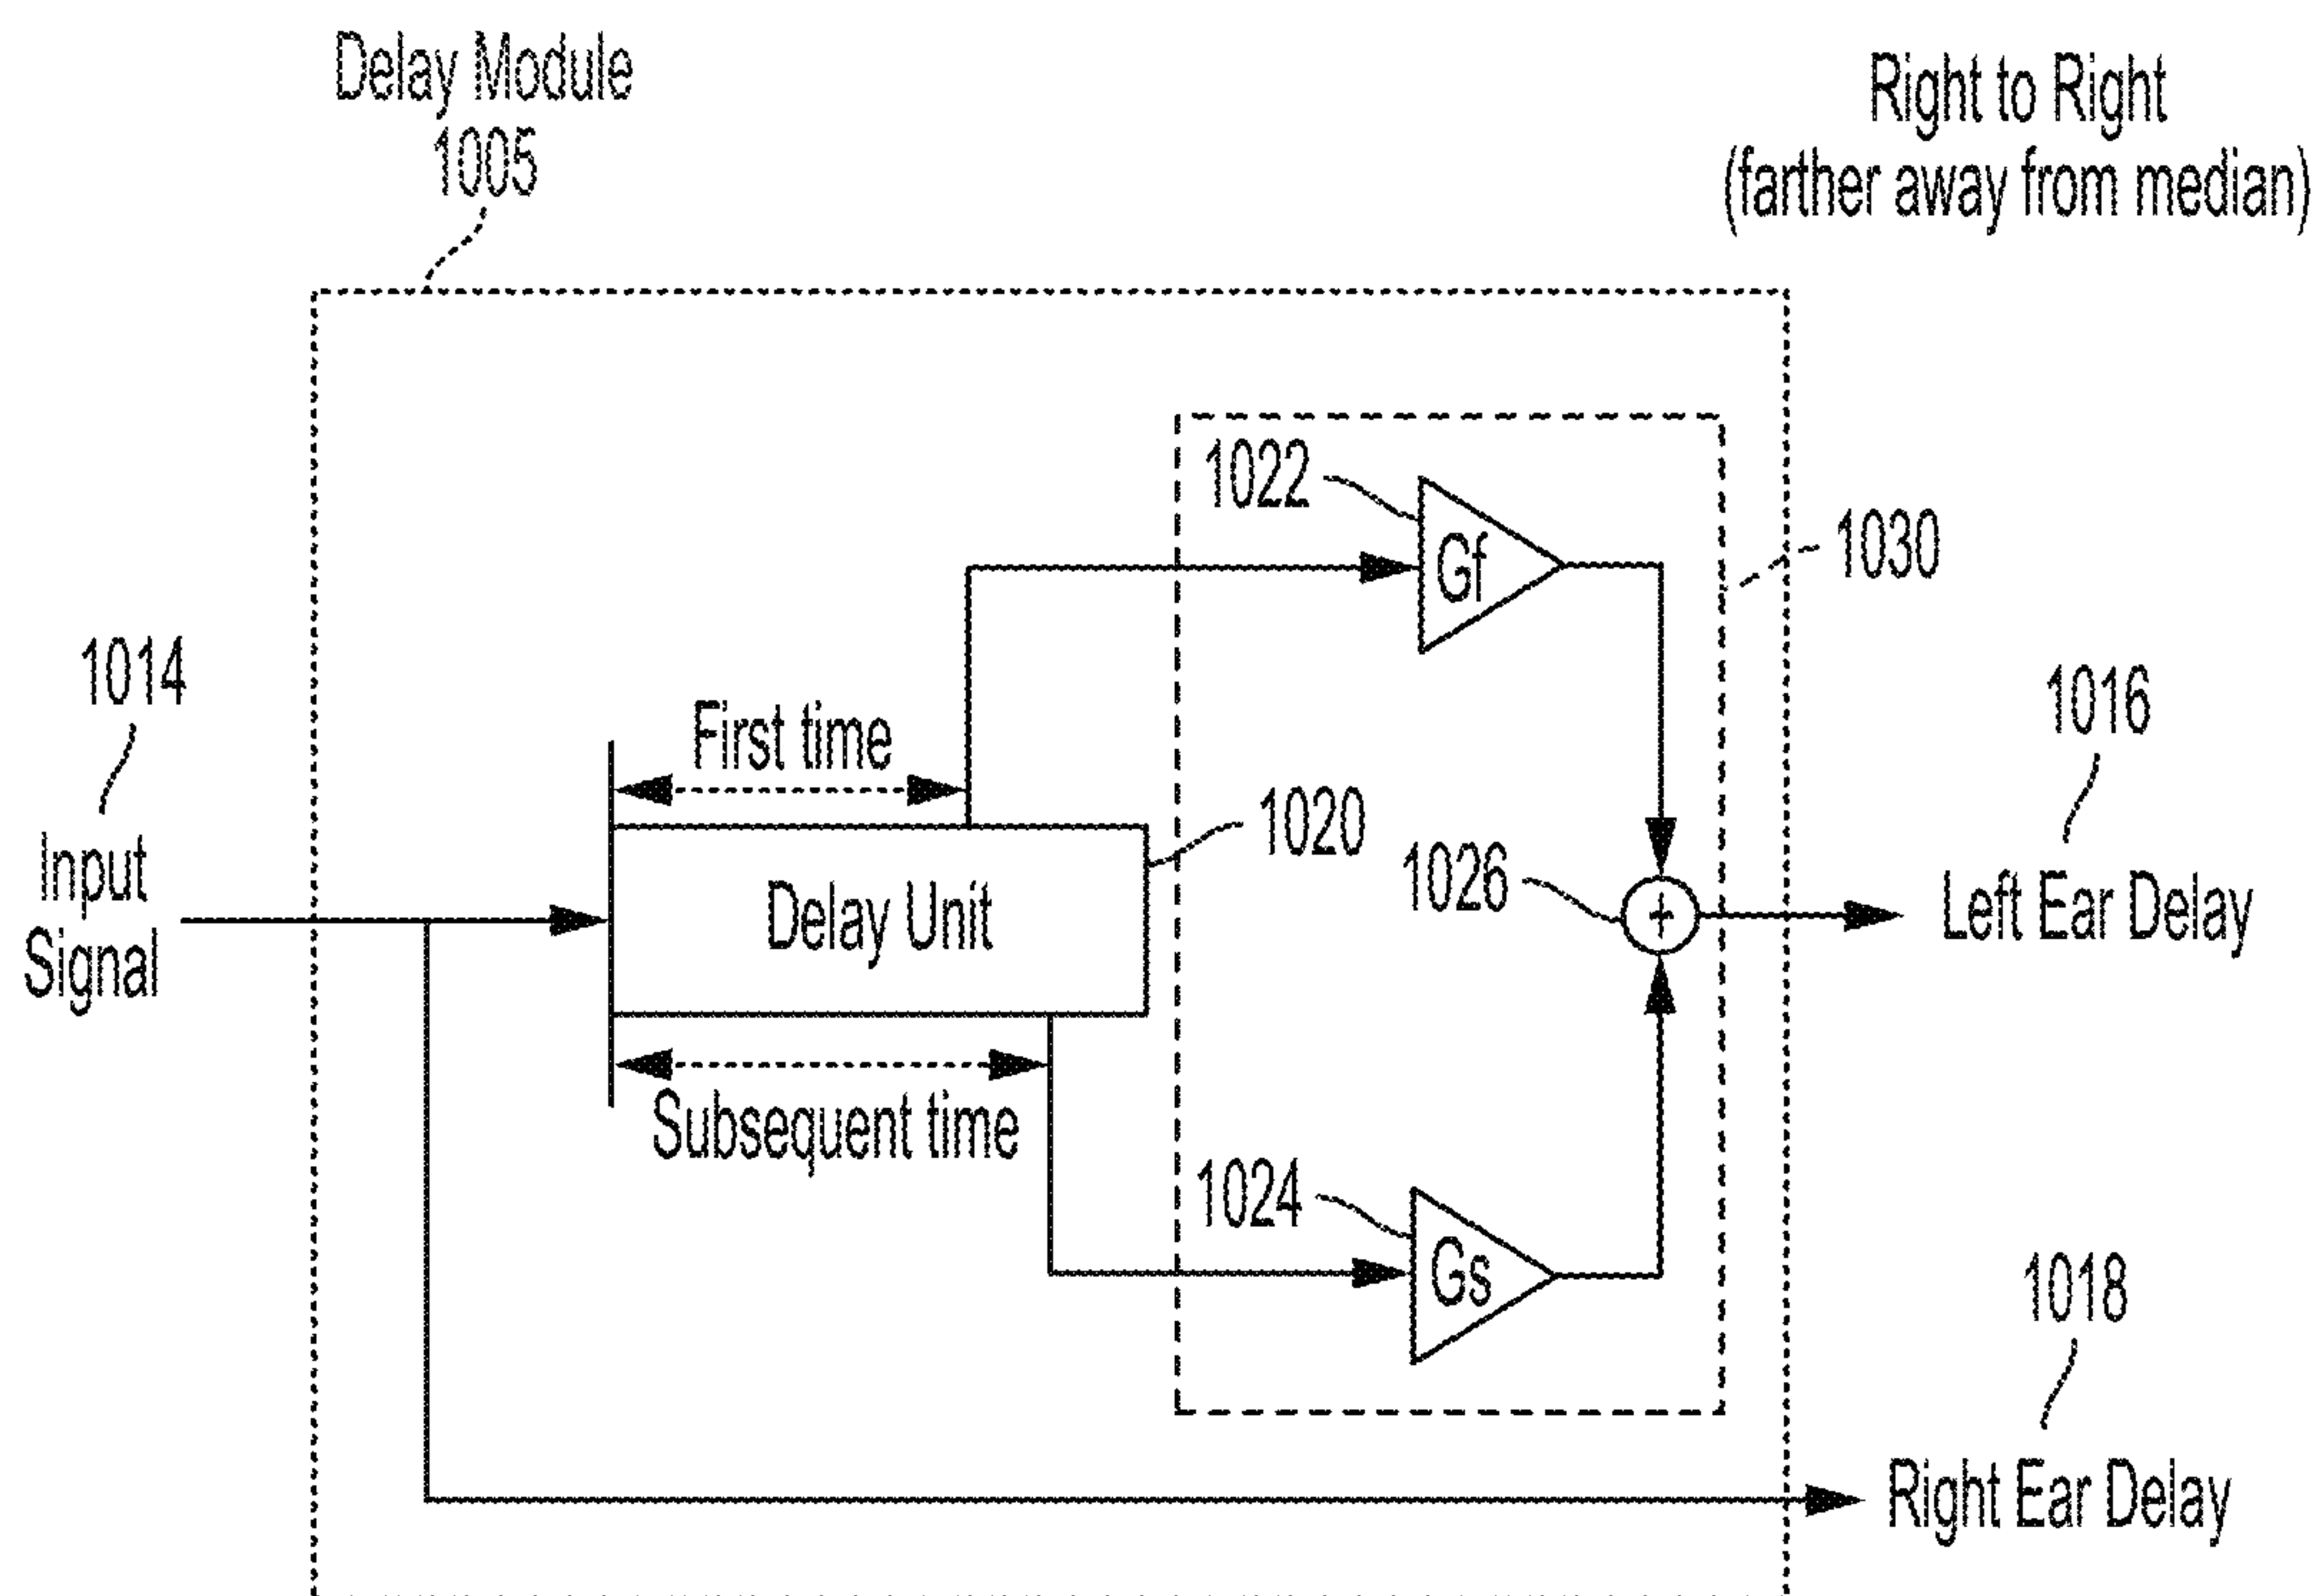 Delay Module
1005
Right to Right
(farther away from median)
1022
Gf
1030
1014
Input
Signal
First time
1020
Delay Unit
1026
+
1016
Left Ear Delay
Subsequent time
1024
Gs
1018
Right Ear Delay